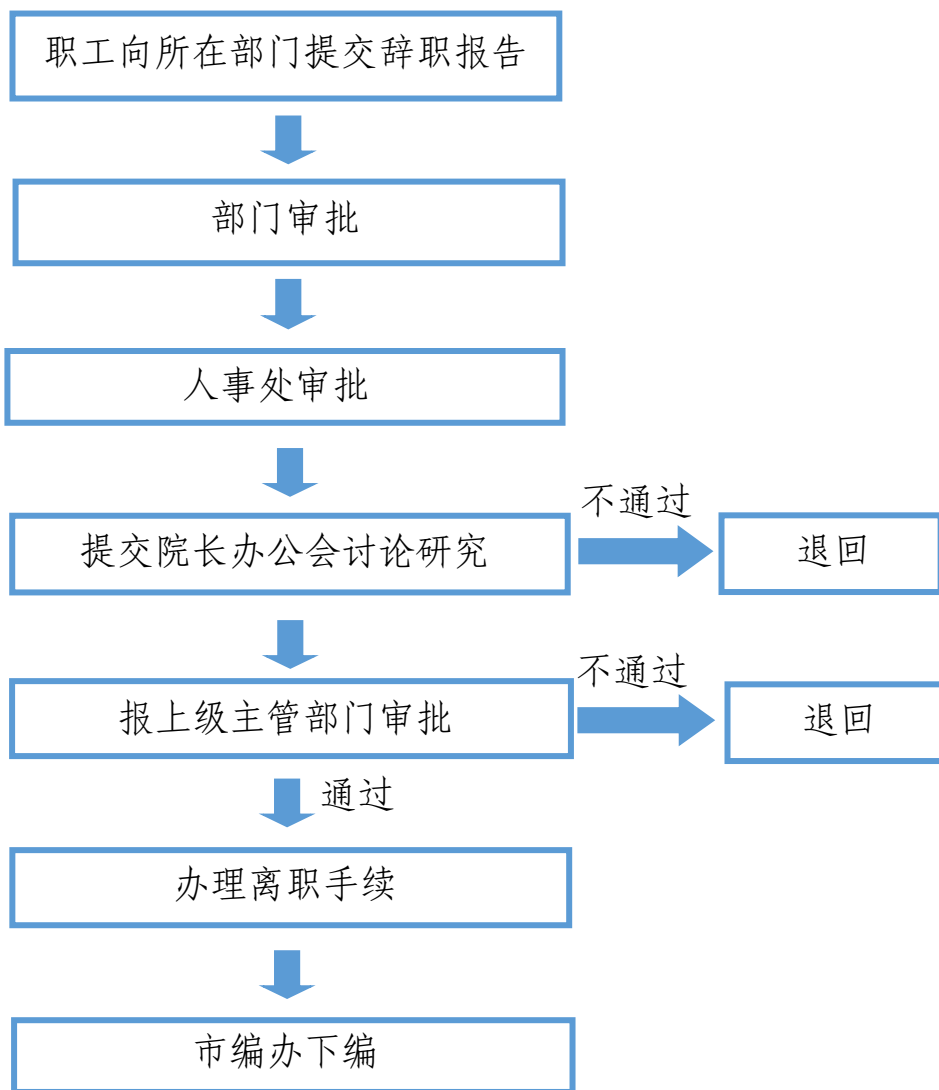 职工向所在部门提交辞职报告
部门审批
人事处审批
不通过
提交院长办公会讨论研究
退回
不通过
报上级主管部门审批
退回
通过
办理离职手续
市编办下编